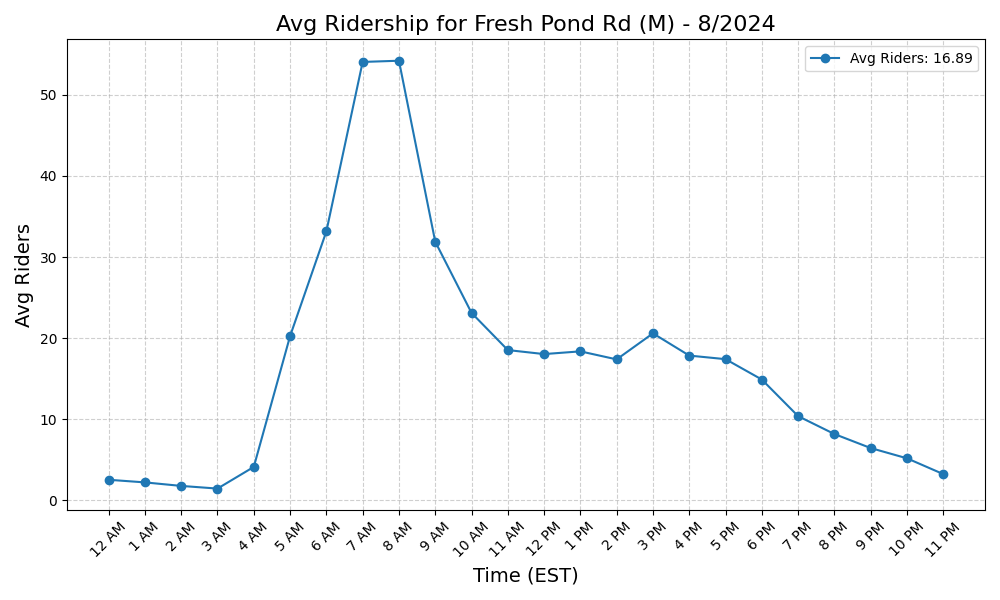 Avg Ridership for Fresh Pond Rd (M) - 8/2024
Avg Riders: 16.89
Avg Riders
50
40
30
20
10
0
12 AM
1 AM
2 AM
3 AM
4 AM
5 AM
6 AM
7 AM
8 AM
9 AM
10 AM
11 AM
12 PM
1 PM
2 PM
3 PM
4 PM
5 PM
6 PM
7 PM
8 PM
9 PM
10 PM
11 PM
Time (EST)